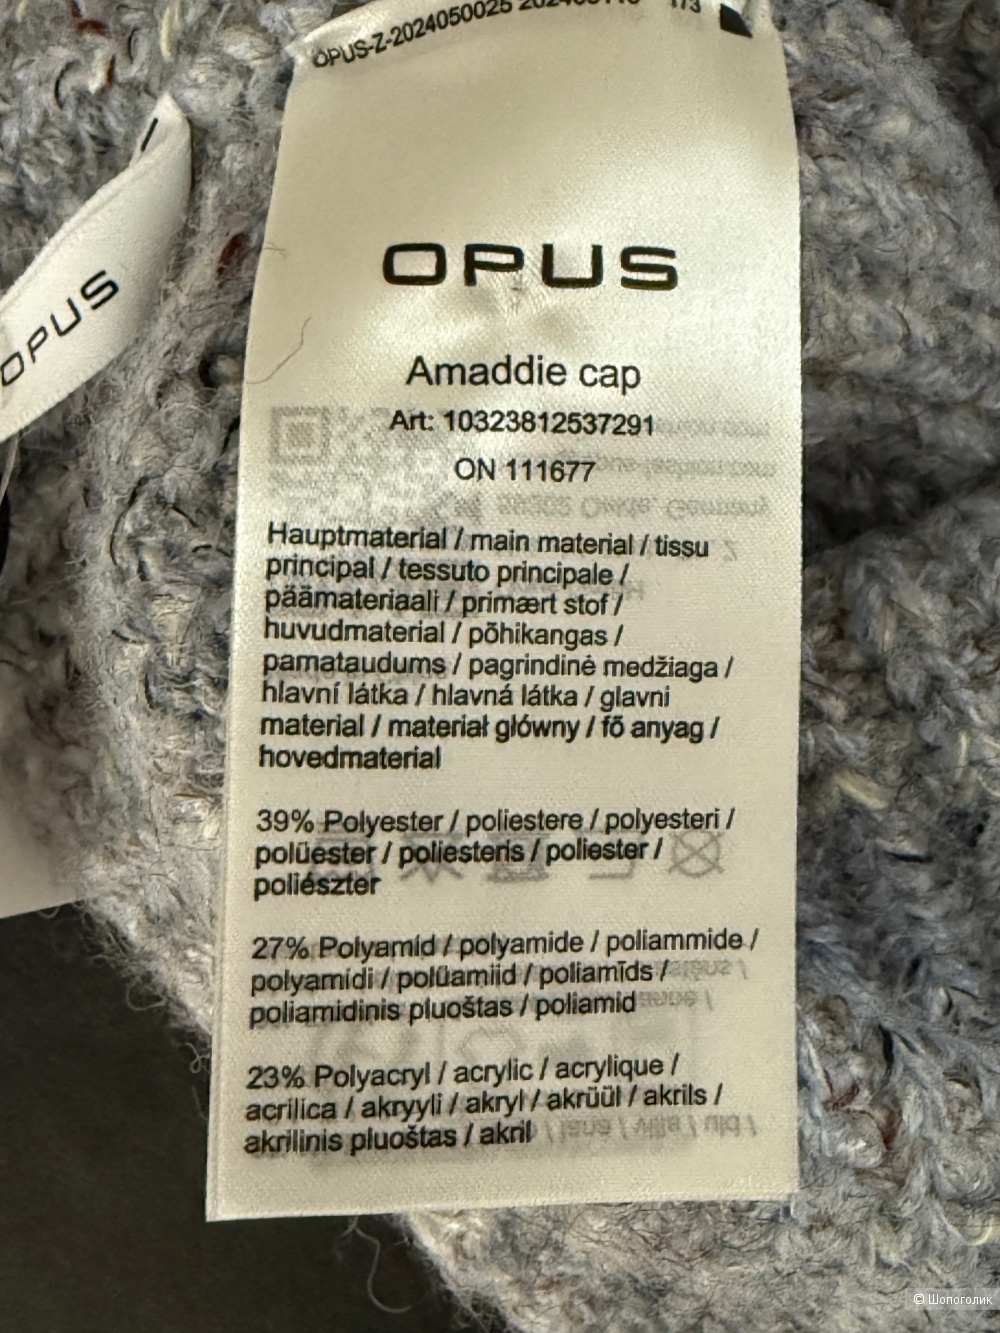 OPUS-Z-2024050025
1/3
OPUS
OPUS
Amaddie cap
Art: 10323812537291
ON 111677
Hauptmaterial / main material / tissu
principal / tessuto principale /
päämateriaali / primært stof /
huvudmaterial / põhikangas /
pamataudums / pagrindinė medžiaga /
hlavní látka / hlavná látka / glavni
material / materiał główny / fő anyag /
hovedmaterial
39% Polyester / poliestere / polyesteri /
polüester / poliesteris / poliester /
poliészter
27% Polyamid / polyamide / poliammide /
polyamidi / polüamiid / poliamīds /
poliamidinis pluoštas / poliamid
23% Polyacryl / acrylic / acrylique /
acrilica / akryyli / akryl / akrüül / akrils /
akrilinis pluoštas / akril
© Шопоголик